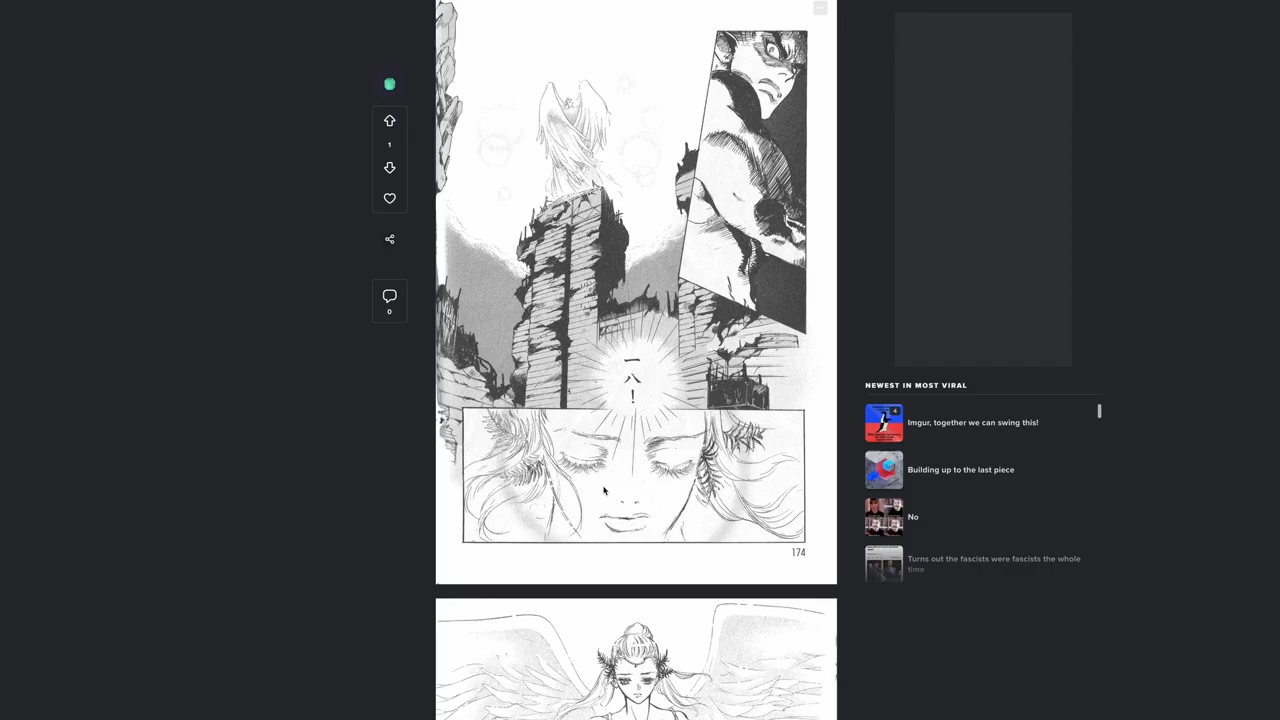 1
0
一八!
174
NEWEST IN MOST VIRAL
4
Imgur, together we can swing this!
Building up to the last piece
No
Turns out the fascists were fascists the whole
time